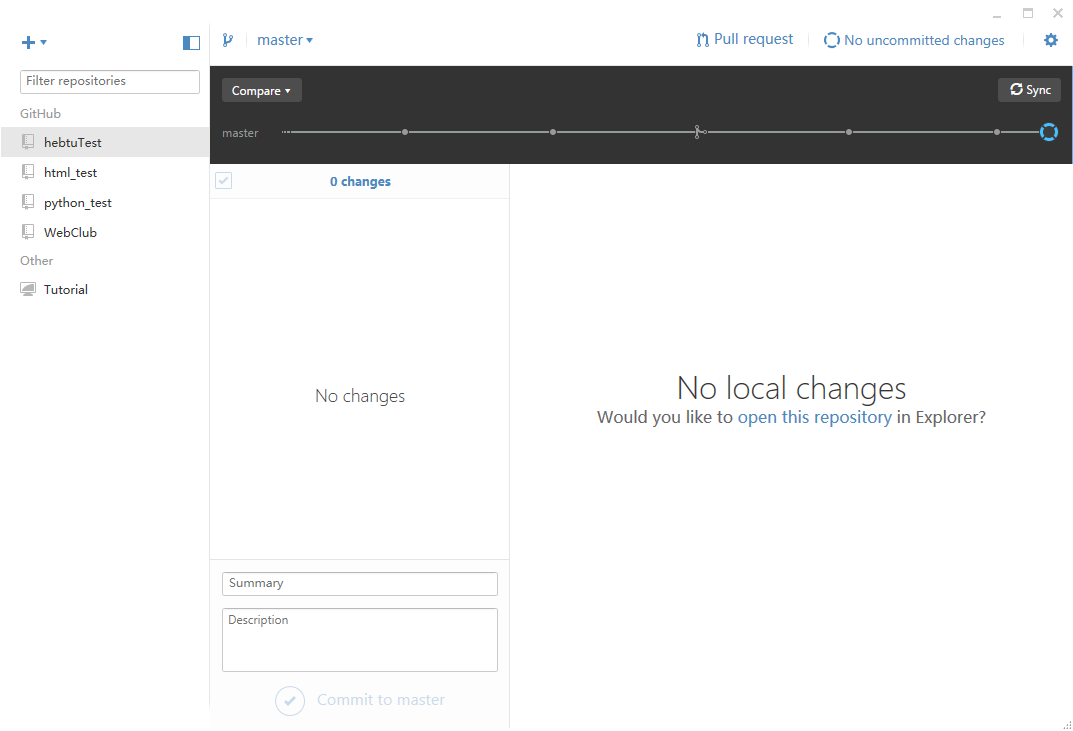 master
Pull request
No uncommitted changes
Filter repositories
GitHub
hebtuTest
html_test
python_test
WebClub
Other
Tutorial
Compare
Sync
master
0 changes
No changes
Summary
Description
Commit to master
No local changes
Would you like to open this repository in Explorer?